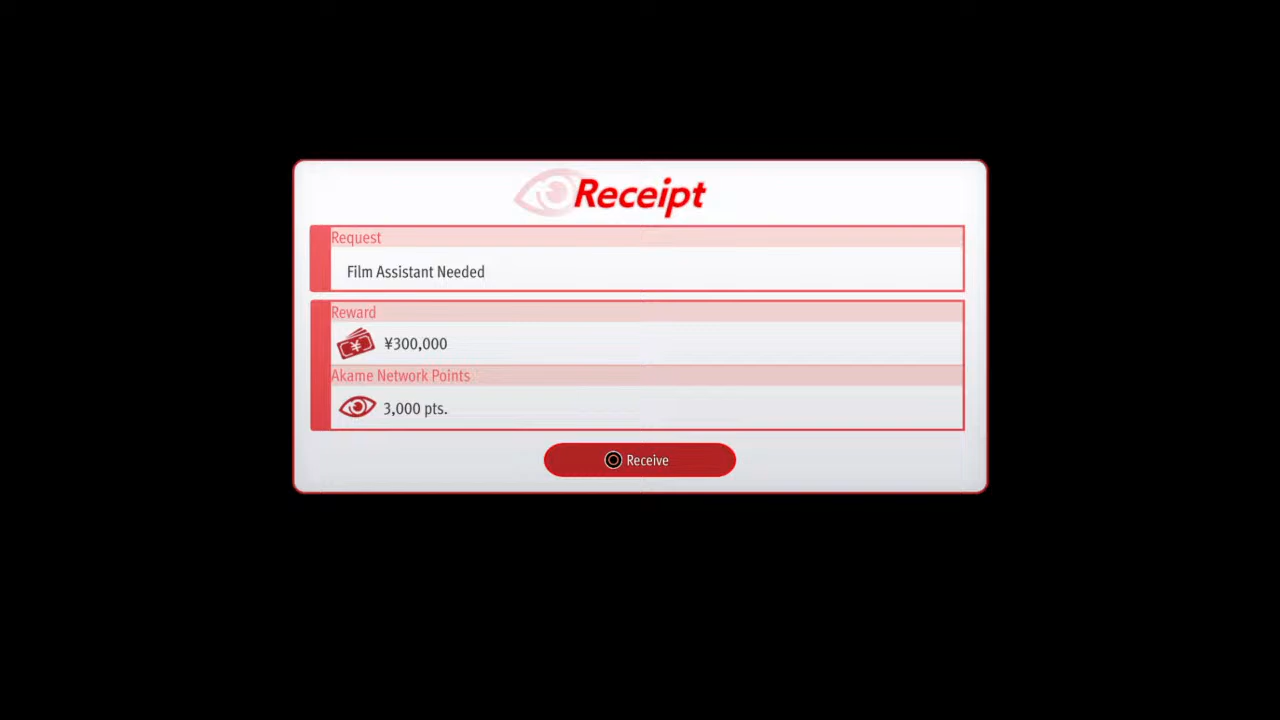 Receipt
Request
Film Assistant Needed
Reward
¥300,000
Akame Network Points
3,000 pts.
Receive